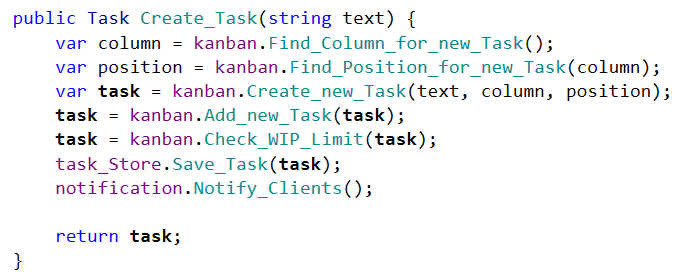 public Task Create_Task(string text) {
    var column = kanban.Find_Column_for_new_Task();
    var position = kanban.Find_Position_for_new_Task(column);
    var task = kanban.Create_new_Task(text, column, position);
    task = kanban.Add_new_Task(task);
    task = kanban.Check_WIP_Limit(task);
    task_Store.Save_Task(task);
    notification.Notify_Clients();

    return task;
}